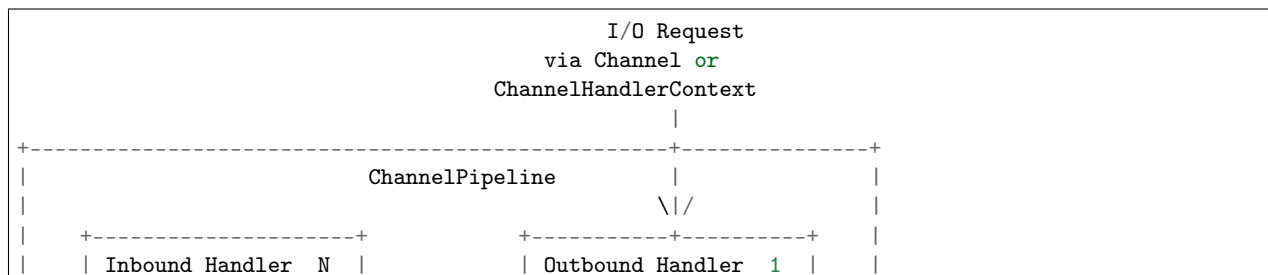 I/O Request
                                          via Channel or
                                      ChannelHandlerContext
                                                    |
+---------------------------------------------------+---------------+
|                           ChannelPipeline         |               |
|                                                  \|/              |
|    +---------------------+            +-----------+----------+    |
|    | Inbound Handler  N  |            | Outbound Handler  1  |    |